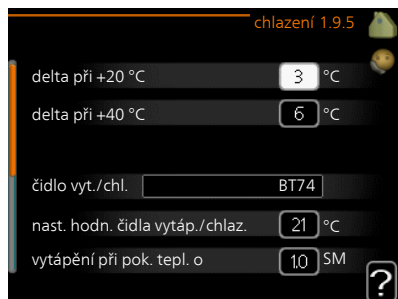 chlazení 1.9.5
delta při +20 °C 3 °C
delta při +40 °C 6 °C
čidlo vyt./chl. BT74
nast. hodn. čidla vytáp./chlaz. 21 °C
vytápění při pok. tepl. o 1.0 SM
?